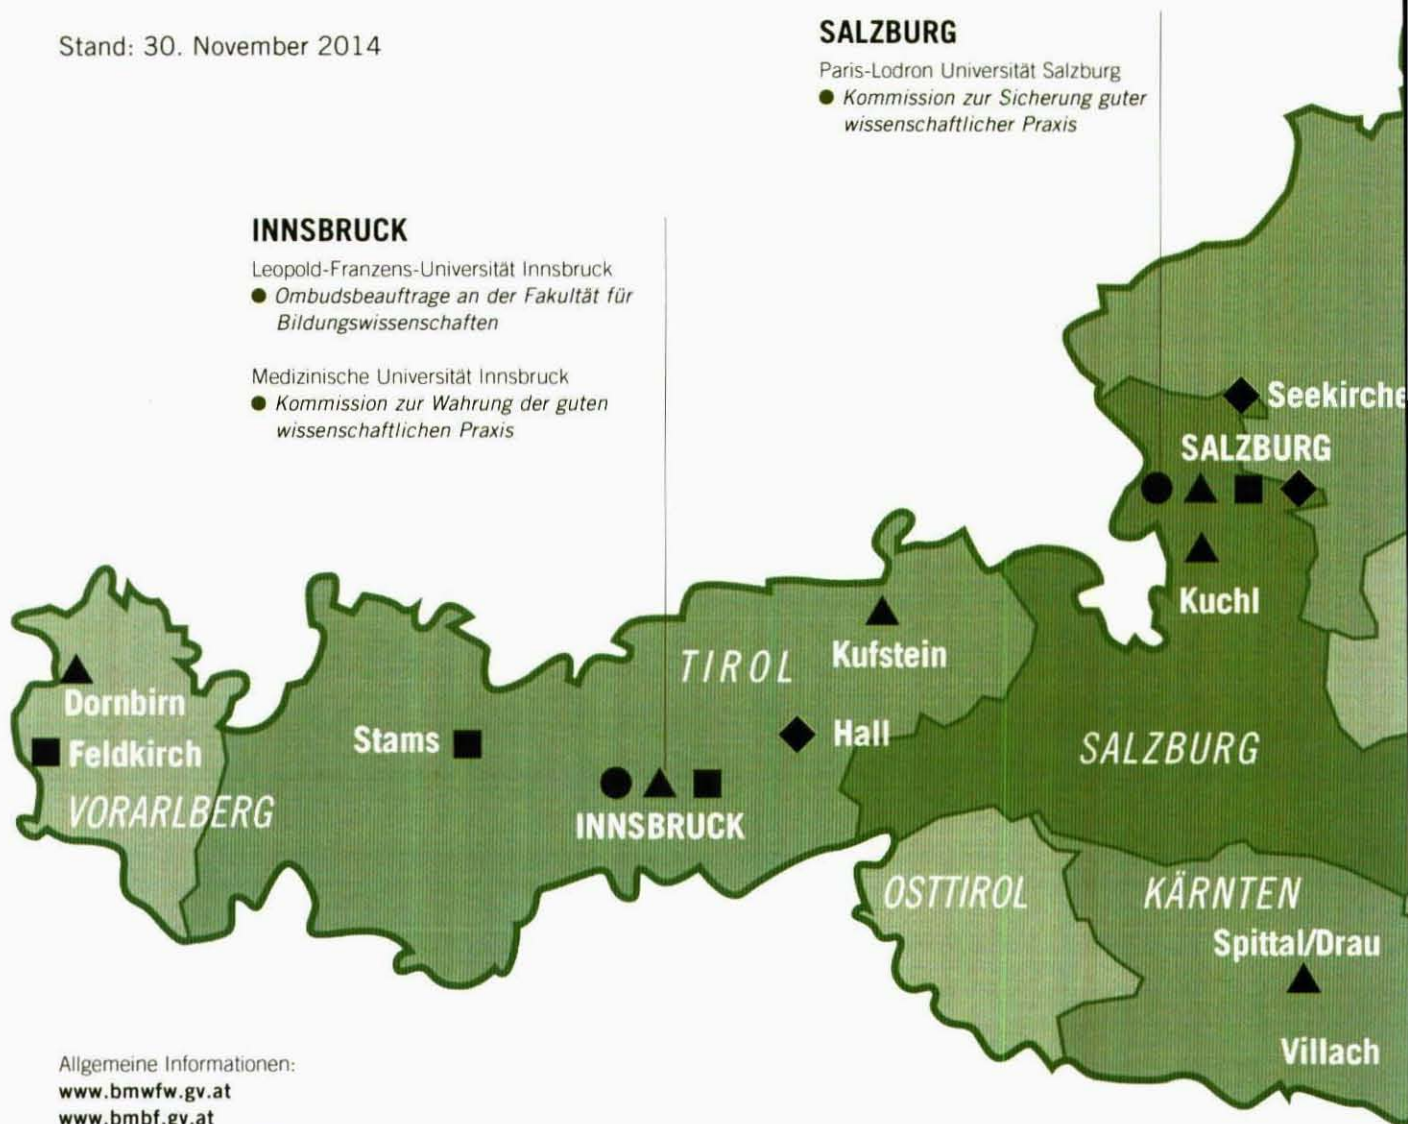 Stand: 30. November 2014
SALZBURG
Paris-Lodron Universität Salzburg
● Kommission zur Sicherung guter
wissenschaftlicher Praxis
INNSBRUCK
Leopold-Franzens-Universität Innsbruck
● Ombudsbeauftrage an der Fakultät für
Bildungswissenschaften
Medizinische Universität Innsbruck
● Kommission zur Wahrung der guten
wissenschaftlichen Praxis
Seekirche
SALZBURG
Kuchl
TIROL
Kufstein
Dornbirn
Stams
Hall
SALZBURG
Feldkirch
VORARLBERG
INNSBRUCK
OSTTIROL
KÄRNTEN
Spittal/Drau
Villach
Allgemeine Informationen:
www.bmwfw.gv.at
www.bmbf.gv.at